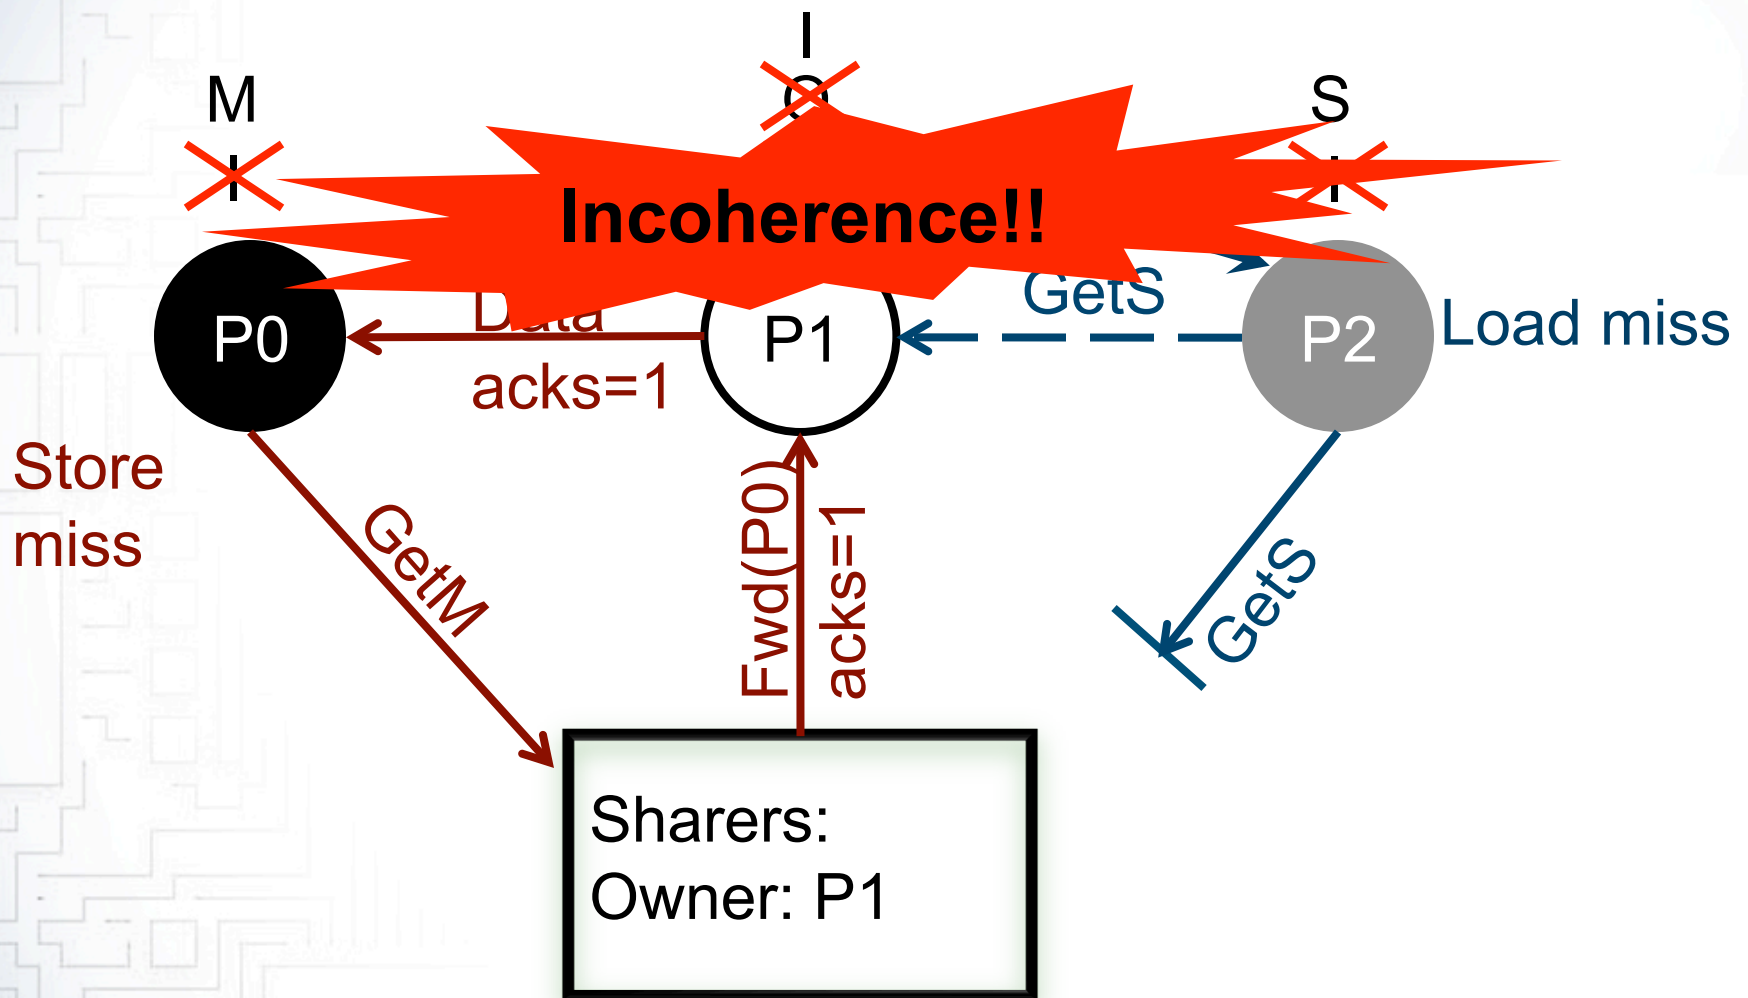 I
M
O
S
I
I
Incoherence!!
Data
GetS
P0
P1
P2
Load miss
acks=1
Store
miss
GetM
Fwd(P0)
acks=1
GetS
Sharers:
Owner: P1